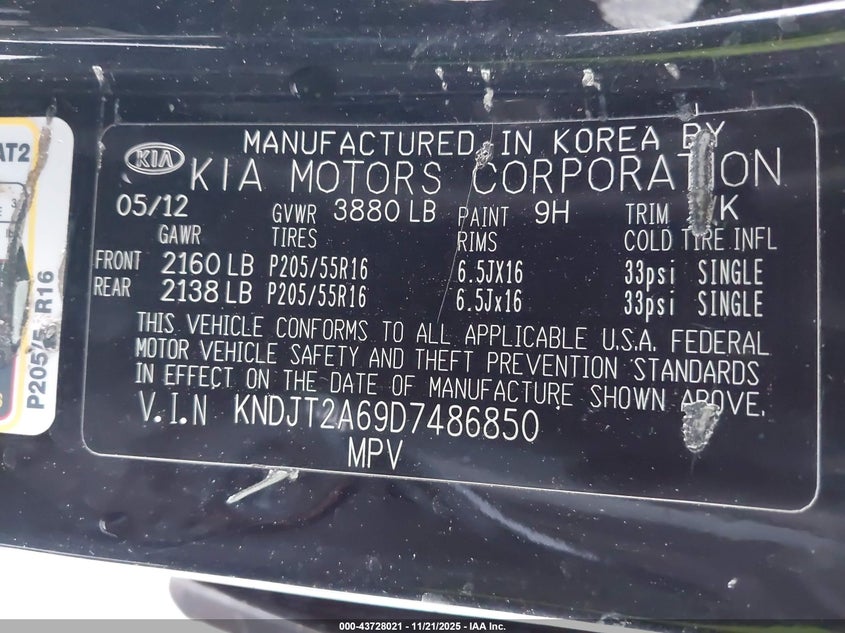 MANUFACTURED IN KOREA BY
KIA KIA MOTORS CORPORATION
05/12 GVWR 3880 LB PAINT 9H TRIM K
GAWR TIRES RIMS COLD TIRE INFL
FRONT 2160 LB P205/55R16 6.5JX16 33psi SINGLE
REAR 2138 LB P205/55R16 6.5Jx16 33psi SINGLE
THIS VEHICLE CONFORMS TO ALL APPLICABLE U.S.A. FEDERAL
MOTOR VEHICLE SAFETY AND THEFT PREVENTION STANDARDS
IN EFFECT ON THE DATE OF MANUFACTURE SHOWN ABOVE.
V.I.N KNDJT2A69D7486850
MPV
AT2
R16
000-43728021 - 11/21/2025 - IAA Inc.